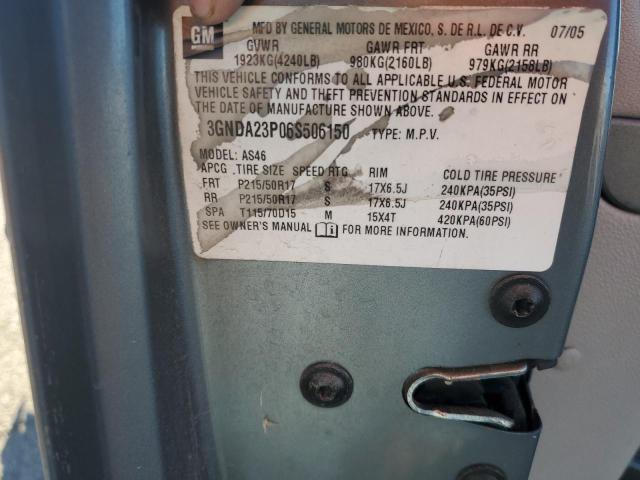 GM
MFD BY GENERAL MOTORS DE MEXICO, S. DE R.L. DE C.V. 07/05
GVWR GAWR FRT GAWR RR
1923KG(4240LB) 980KG(2160LB) 979KG(2158LB)
THIS VEHICLE CONFORMS TO ALL APPLICABLE U.S. FEDERAL MOTOR
VEHICLE SAFETY AND THEFT PREVENTION STANDARDS IN EFFECT ON
THE DATE OF MANUFACTURE SHOWN ABOVE.
3GNDA23P06S506150 TYPE: M.P.V.
MODEL: AS46
APCG TIRE SIZE SPEED RTG RIM COLD TIRE PRESSURE
FRT P215/50R17 S 17X6.5J 240KPA(35PSI)
RR P215/50R17 S 17X6.5J 240KPA(35PSI)
SPA T115/70D15 M 15X4T 420KPA(60PSI)
SEE OWNER'S MANUAL FOR MORE INFORMATION.